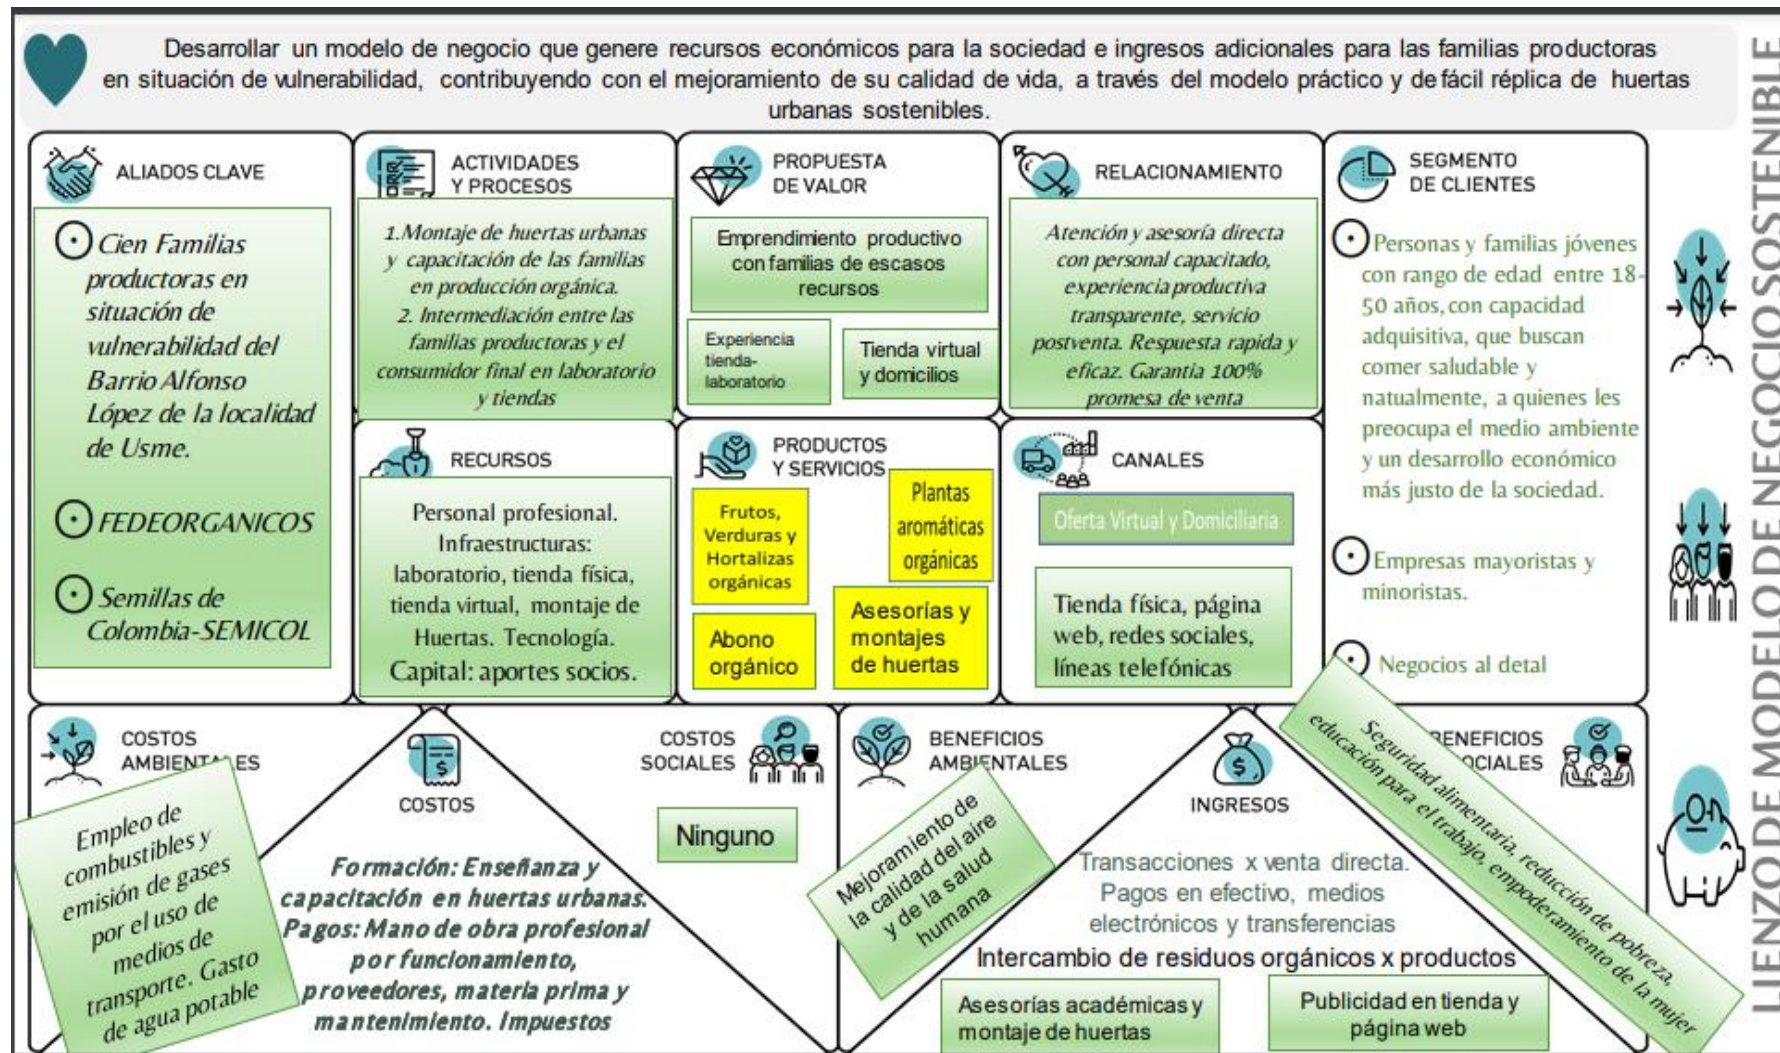 Desarrollar un modelo de negocio que genere recursos económicos para la sociedad e ingresos adicionales para las familias productoras
en situación de vulnerabilidad, contribuyendo con el mejoramiento de su calidad de vida, a través del modelo práctico y de fácil réplica de huertas
urbanas sostenibles.
LIENZO DE MODELO DE NEGOCIO SOSTENIBLE
ALIADOS CLAVE
Cien Familias
productoras en
situación de
vulnerabilidad del
Barrio Alfonso
López de la localidad
de Usme.
FEDEORGANICOS
Semillas de
Colombia-SEMICOL
ACTIVIDADES
Y PROCESOS
1.Montaje de huertas urbanas
y capacitación de las familias
en producción orgánica.
2. Intermediación entre las
familias productoras y el
consumidor final en laboratorio
y tiendas
RECURSOS
Personal profesional.
Infraestructuras:
laboratorio, tienda física,
tienda virtual, montaje de
Huertas. Tecnología.
Capital: aportes socios.
PROPUESTA
DE VALOR
Emprendimiento productivo
con familias de escasos
recursos
Experiencia
tienda-
laboratorio
Tienda virtual
y domicilios
PRODUCTOS
Y SERVICIOS
Frutos,
Verduras y
Hortalizas
orgánicas
Plantas
aromáticas
orgánicas
Abono
orgánico
Asesorías y
montajes
de huertas
RELACIONAMIENTO
Atención y asesoría directa
con personal capacitado,
experiencia productiva
transparente, servicio
postventa. Respuesta rapida y
eficaz. Garantia 100%
promesa de venta
CANALES
Oferta Virtual y Domiciliaria
Tienda física, página
web, redes sociales,
líneas telefónicas
SEGMENTO
DE CLIENTES
Personas y familias jóvenes
con rango de edad entre 18-
50 años, con capacidad
adquisitiva, que buscan
comer saludable y
natualmente, a quienes les
preocupa el medio ambiente
y un desarrollo económico
más justo de la sociedad.
Empresas mayoristas y
minoristas.
Negocios al detal
COSTOS
AMBIENTALES
Empleo de
combustibles y
emisión de gases
por el uso de
medios de
transporte. Gasto
de agua potable
COSTOS
Formación: Enseñanza y
capacitación en huertas urbanas.
Pagos: Mano de obra profesional
por funcionamiento,
proveedores, materia prima y
mantenimiento. Impuestos
COSTOS
SOCIALES
Ninguno
BENEFICIOS
AMBIENTALES
Mejoramiento de
la calidad del aire
y de la salud
humana
INGRESOS
Transacciones x venta directa.
Pagos en efectivo, medios
electrónicos y transferencias
Intercambio de residuos orgánicos x productos
Asesorías académicas y
montaje de huertas
Publicidad en tienda y
página web
BENEFICIOS
SOCIALES
Seguridad alimentaria, reducción de pobreza,
educación para el trabajo, empoderamiento de la mujer